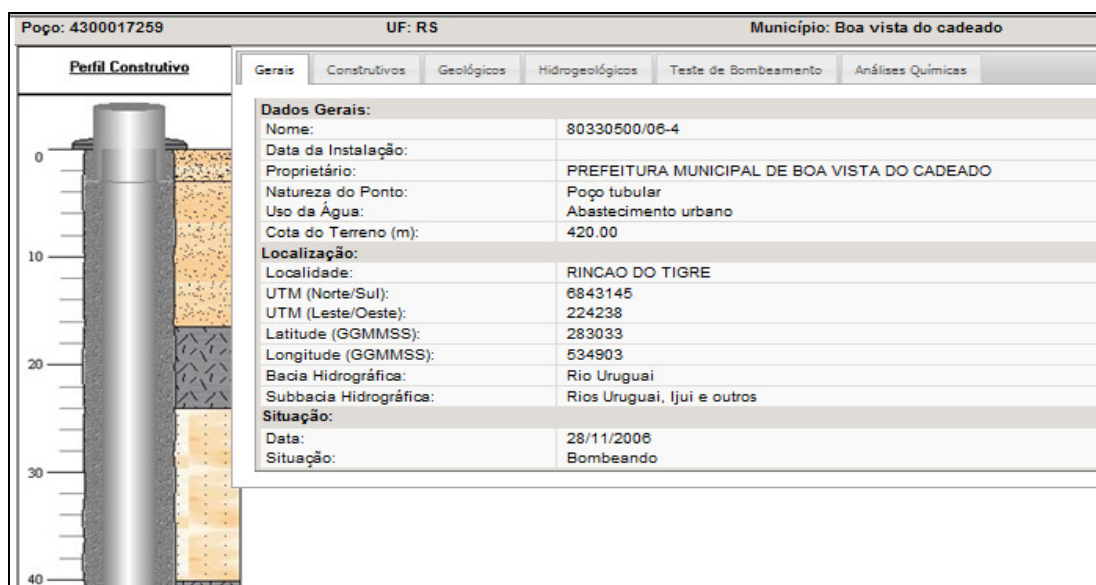 Poço: 4300017259 UF: RS Município: Boa vista do cadeado
Perfil Construtivo
Gerais Construtivos Geológicos Hidrogeológicos Teste de Bombeamento Análises Químicas
Dados Gerais:
Nome: 80330500/06-4
Data da Instalação:
Proprietário: PREFEITURA MUNICIPAL DE BOA VISTA DO CADEADO
Natureza do Ponto: Poço tubular
Uso da Água: Abastecimento urbano
Cota do Terreno (m): 420.00
Localização:
Localidade: RINCAO DO TIGRE
UTM (Norte/Sul): 6843145
UTM (Leste/Oeste): 224238
Latitude (GGMMSS): 283033
Longitude (GGMMSS): 534903
Bacia Hidrográfica: Rio Uruguai
Subbacia Hidrográfica: Rios Uruguai, Ijui e outros
Situação:
Data: 28/11/2006
Situação: Bombeando
0
10
20
30
40